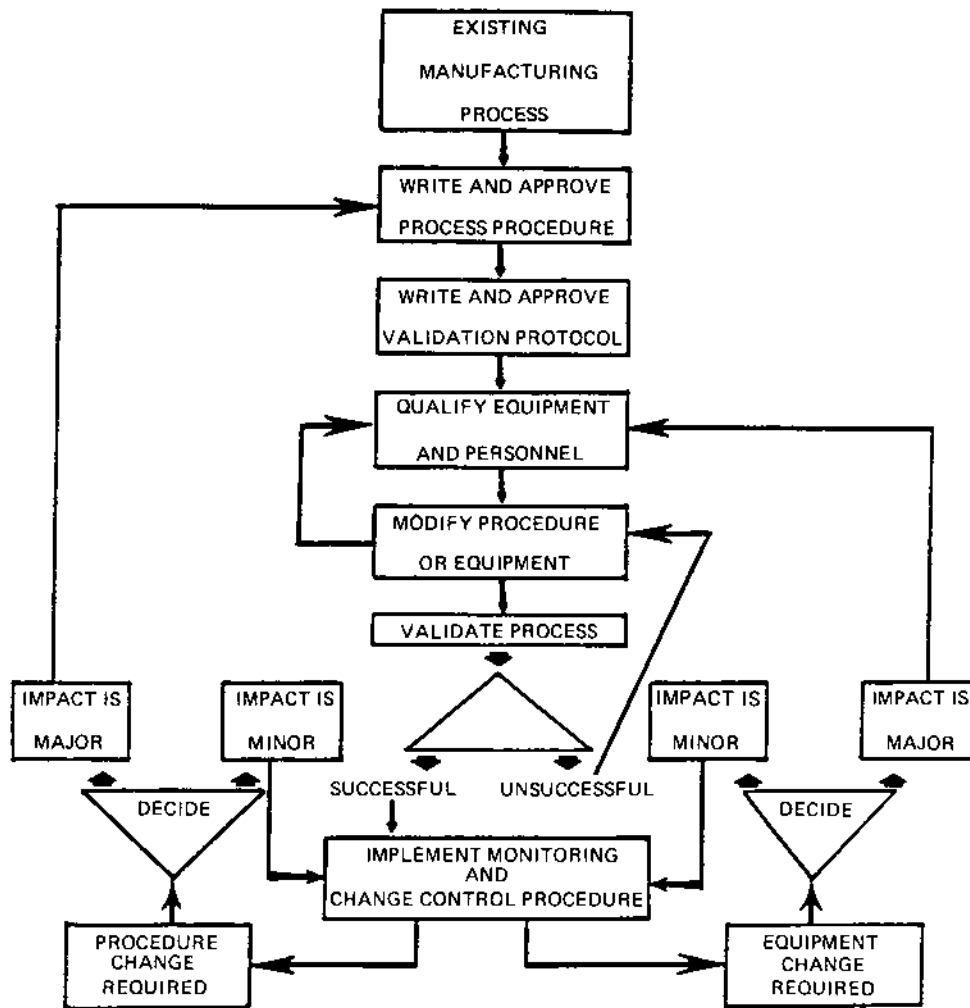 EXISTING
MANUFACTURING
PROCESS
WRITE AND APPROVE
PROCESS PROCEDURE
WRITE AND APPROVE
VALIDATION PROTOCOL
QUALIFY EQUIPMENT
AND PERSONNEL
MODIFY PROCEDURE
OR EQUIPMENT
VALIDATE PROCESS
IMPACT IS
MAJOR
IMPACT IS
MINOR
IMPACT IS
MINOR
IMPACT IS
MAJOR
SUCCESSFUL
UNSUCCESSFUL
DECIDE
DECIDE
IMPLEMENT MONITORING
AND
CHANGE CONTROL PROCEDURE
PROCEDURE
CHANGE
REQUIRED
EQUIPMENT
CHANGE
REQUIRED